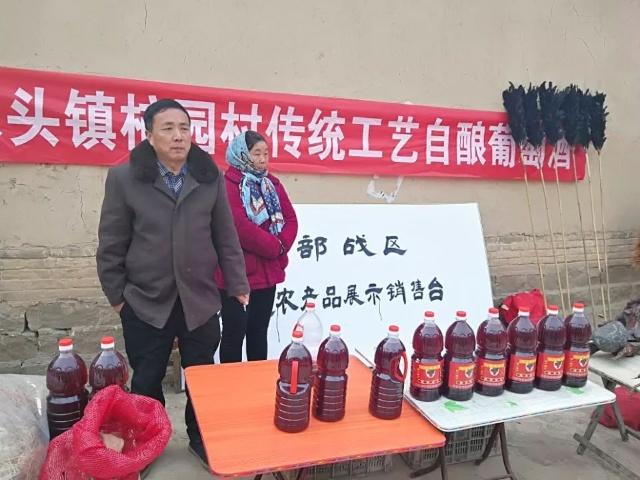 头镇
园村传统工艺自酿葡萄酒
部战区
农产品展示销售台